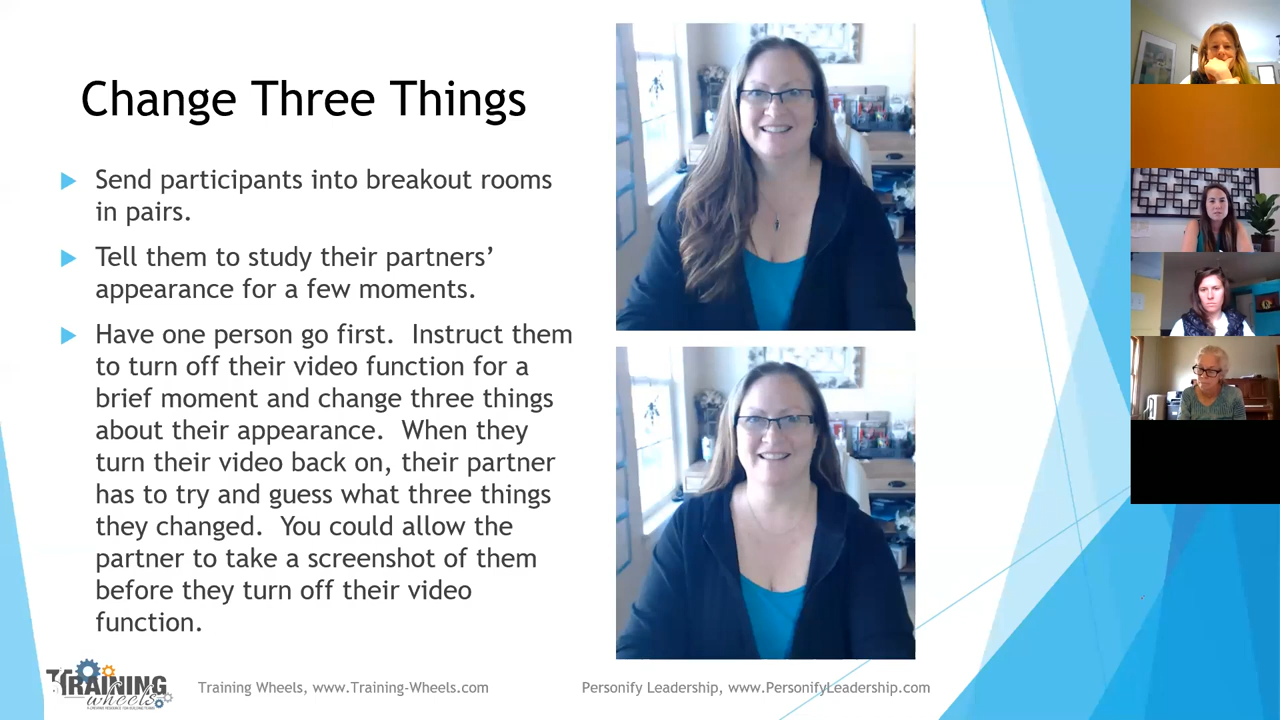 Change Three Things
Send participants into breakout rooms
in pairs.
Tell them to study their partners’
appearance for a few moments.
Have one person go first.  Instruct them
to turn off their video function for a
brief moment and change three things
about their appearance.  When they
turn their video back on, their partner
has to try and guess what three things
they changed.  You could allow the
partner to take a screenshot of them
before they turn off their video
function.
TRAINING
wheels
Training Wheels, www.Training-Wheels.com
Personify Leadership, www.PersonifyLeadership.com